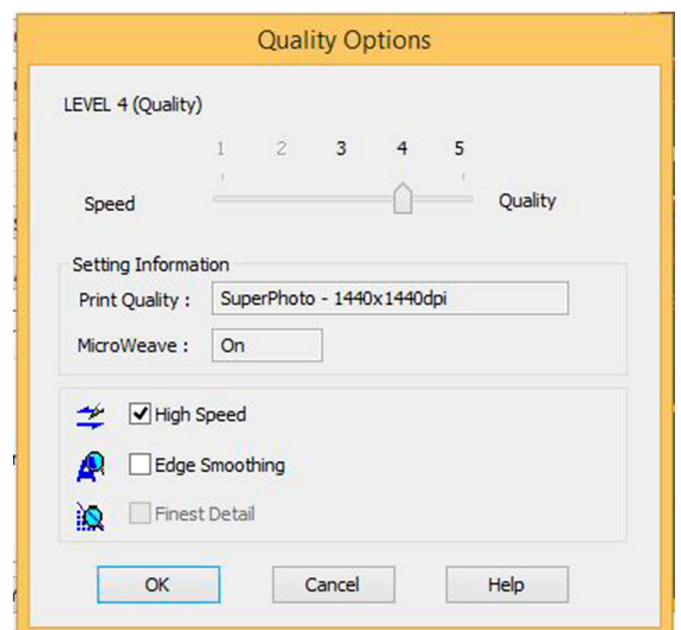 Quality Options
LEVEL 4 (Quality)
1 2 3 4 5
Speed Quality
Setting Information
Print Quality : SuperPhoto - 1440x1440dpi
MicroWeave : On
High Speed
Edge Smoothing
Finest Detail
OK Cancel Help